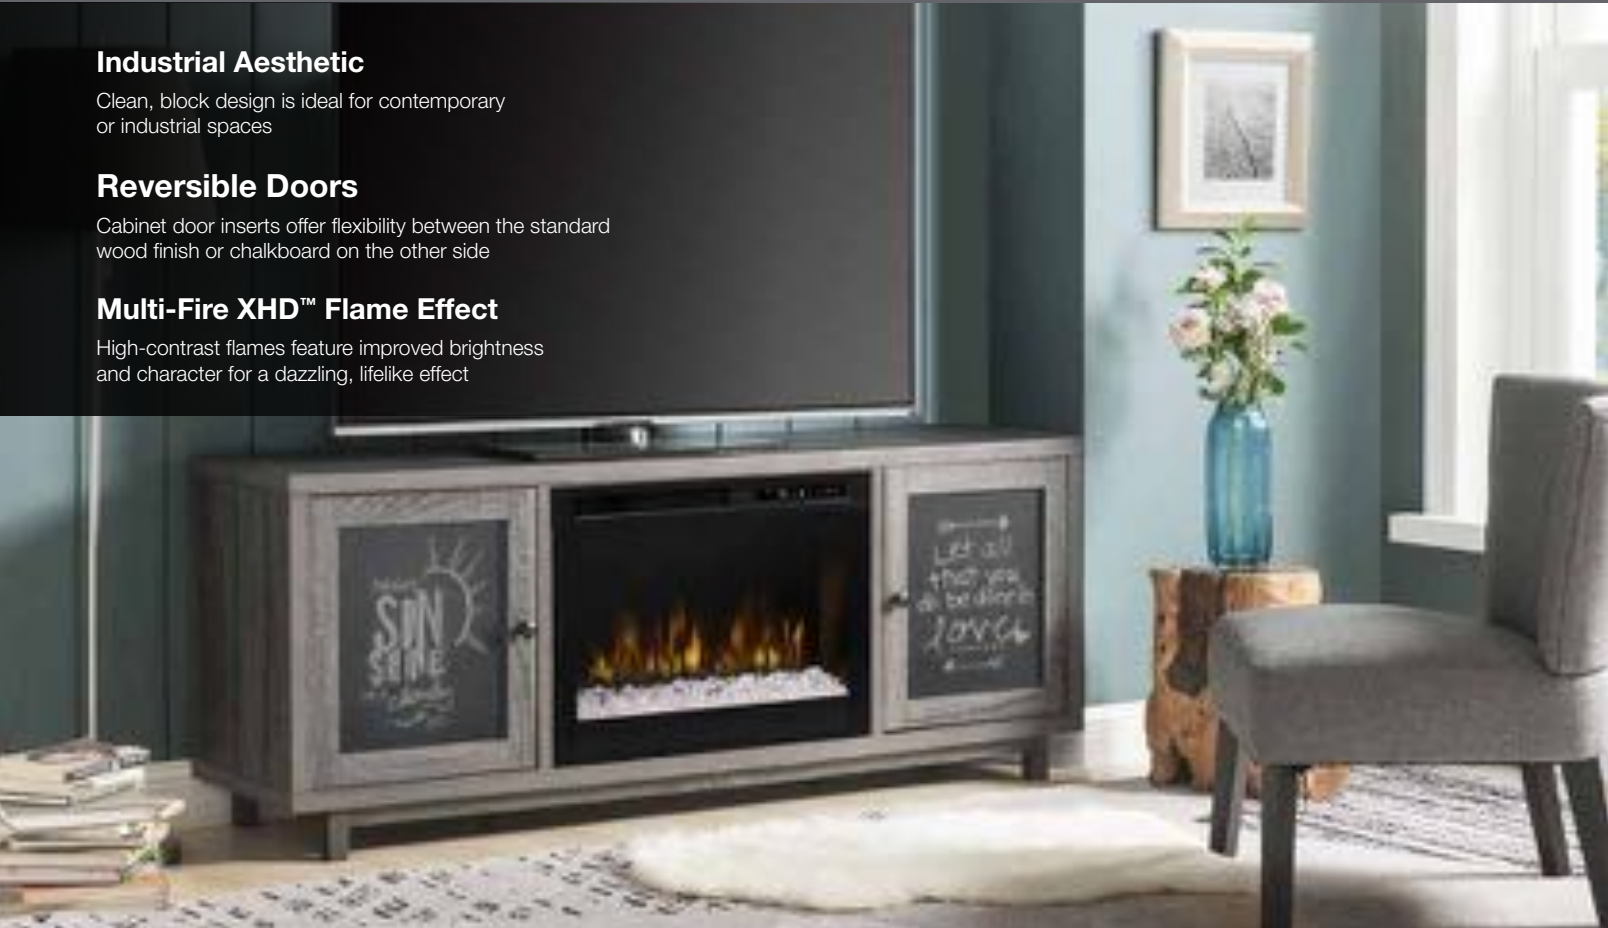 Industrial Aesthetic
Clean, block design is ideal for contemporary
or industrial spaces
Reversible Doors
Cabinet door inserts offer flexibility between the standard
wood finish or chalkboard on the other side
Multi-Fire XHD™ Flame Effect
High-contrast flames feature improved brightness
and character for a dazzling, lifelike effect
SUN
SHINE
Let all
that you
do be done in
love